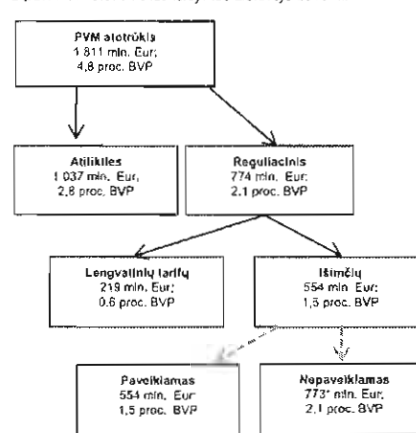 PVM atotrūkis
1 811 mln. Eur;
4,8 proc. BVP
Atilikties
1 037 mln. Eur,
2,8 proc. BVP
Reguliacinis
774 mln. Eur;
2.1 proc. BVP
Lengvatinių tarifų
219 mln. Eur;
0.6 proc. BVP
Išimčių
554 mln. Eur;
1,5 proc. BVP
Paveikiamas
554 mln. Eur
1,5 proc. BVP
Nepaveikiamas
773* mln. Eur,
2,1 proc. BVP